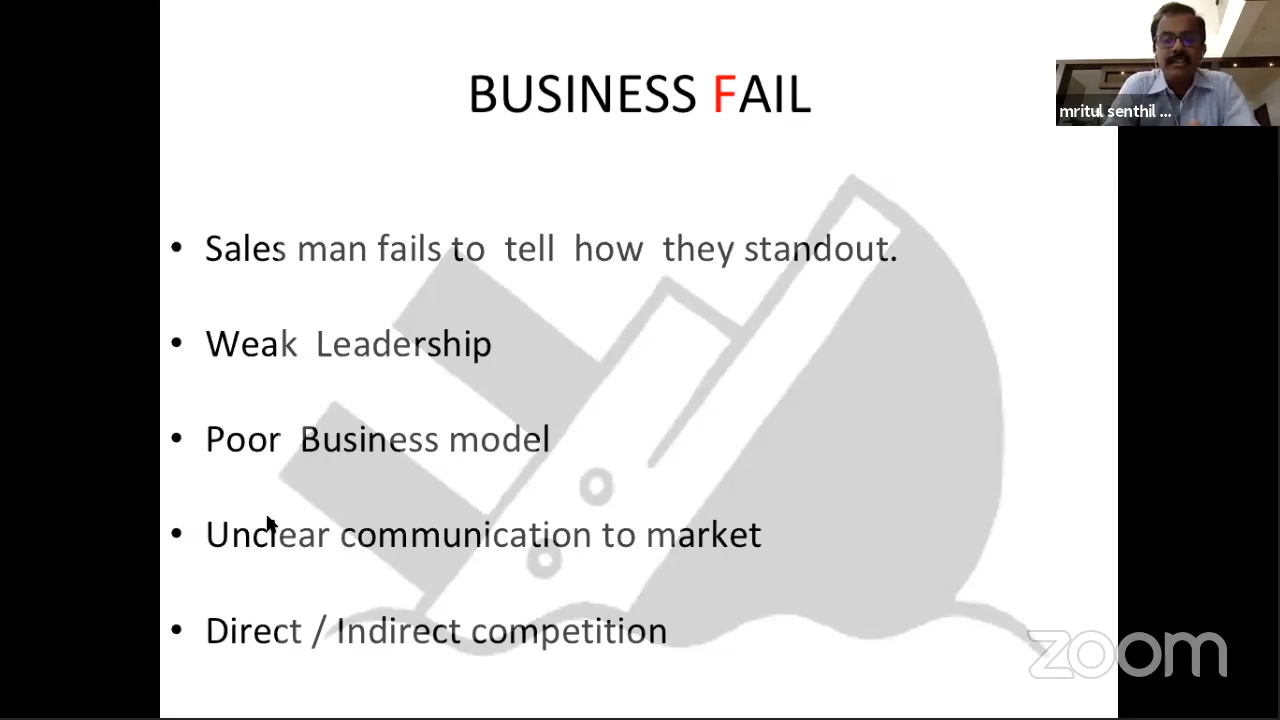 BUSINESS FAIL
mritul senthil ...
• Sales man fails to tell how they standout.
• Weak Leadership
• Poor Business model
• Unclear communication to market
• Direct / Indirect competition
zoom